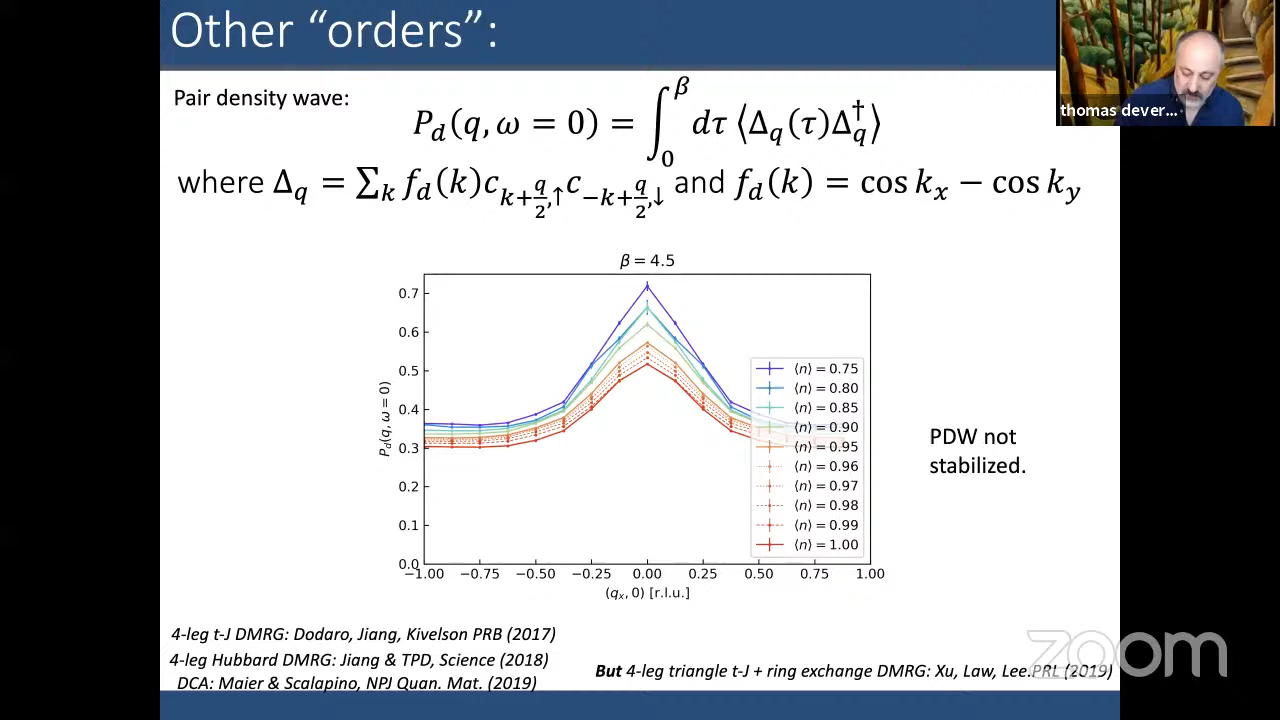 Other “orders”:
thomas dever...
Pair density wave:
P_d(q, ω = 0) = ∫_0^β dτ ⟨Δ_q(τ)Δ_q^†⟩
where Δ_q = ∑_k f_d(k)c_{k+q/2,↑}c_{−k+q/2,↓} and f_d(k) = cos k_x − cos k_y
β = 4.5
0.7
0.6
0.5
0.4
0.3
0.2
0.1
0.0
P_d(q, ω = 0)
−1.00 −0.75 −0.50 −0.25 0.00 0.25 0.50 0.75 1.00
(q_x, 0) [r.l.u.]
⟨n⟩ = 0.75
⟨n⟩ = 0.80
⟨n⟩ = 0.85
⟨n⟩ = 0.90
⟨n⟩ = 0.95
⟨n⟩ = 0.96
⟨n⟩ = 0.97
⟨n⟩ = 0.98
⟨n⟩ = 0.99
⟨n⟩ = 1.00
PDW not
stabilized.
4-leg t-J DMRG: Dodaro, Jiang, Kivelson PRB (2017)
4-leg Hubbard DMRG: Jiang & TPD, Science (2018)
DCA: Maier & Scalapino, NPJ Quan. Mat. (2019)
But 4-leg triangle t-J + ring exchange DMRG: Xu, Law, Lee.PRL (2019)
zoom